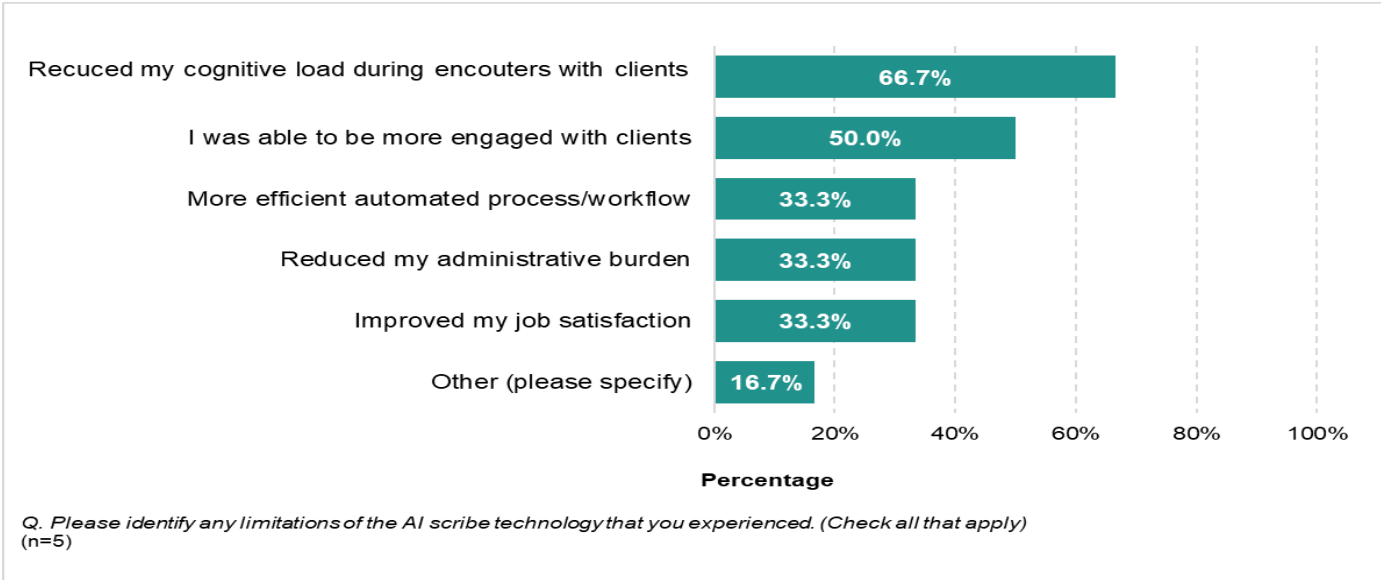 Recuced my cognitive load during encouters with clients
66.7%
I was able to be more engaged with clients
50.0%
More efficient automated process/workflow
33.3%
Reduced my administrative burden
33.3%
Improved my job satisfaction
33.3%
Other (please specify)
16.7%
0% 20% 40% 60% 80% 100%
Percentage
Q. Please identify any limitations of the AI scribe technology that you experienced. (Check all that apply)
(n=5)